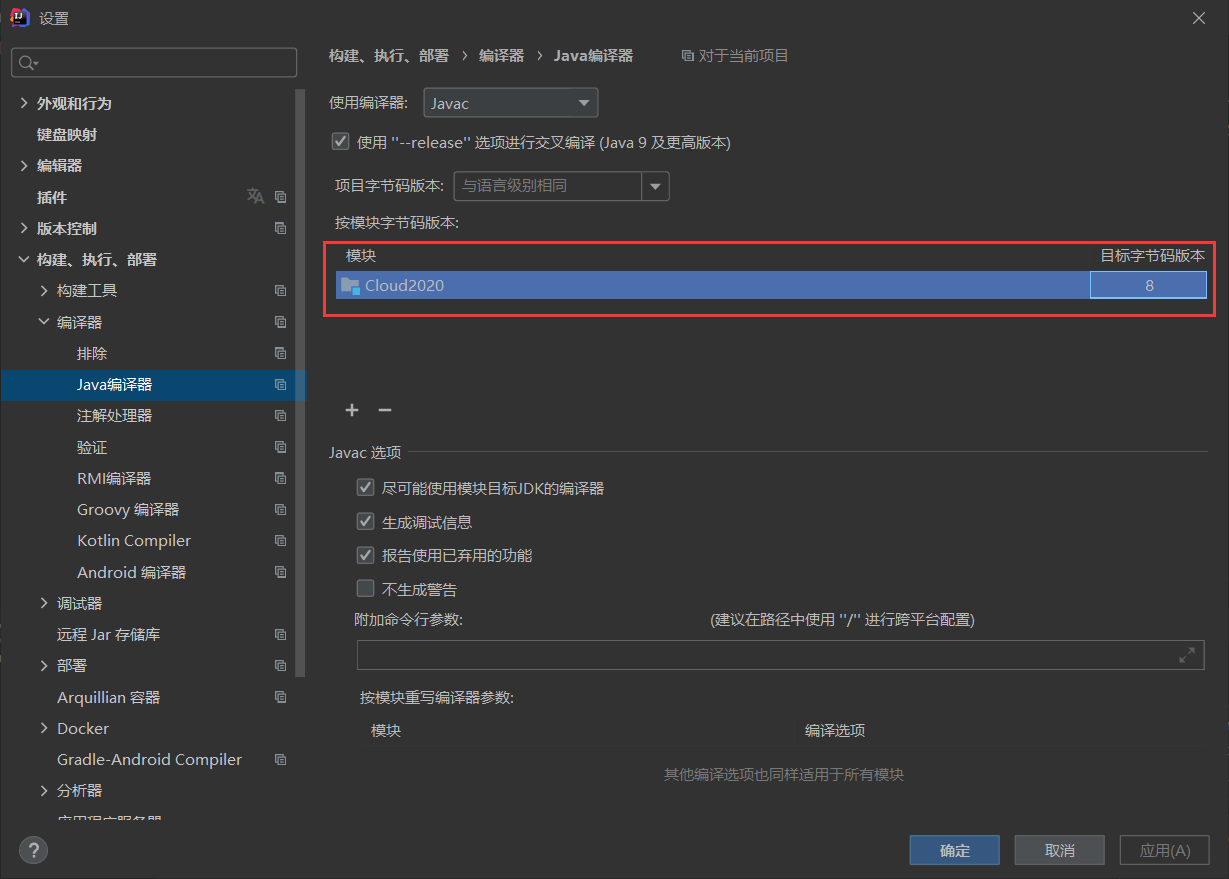 设置
构建、执行、部署 › 编译器 › Java编译器 对于当前项目
外观和行为
键盘映射
编辑器
插件
版本控制
构建、执行、部署
构建工具
编译器
排除
Java编译器
注解处理器
验证
RMI编译器
Groovy 编译器
Kotlin Compiler
Android 编译器
调试器
远程 Jar 存储库
部署
Arquillian 容器
Docker
Gradle-Android Compiler
分析器
使用编译器: Javac
使用 ''--release'' 选项进行交叉编译 (Java 9 及更高版本)
项目字节码版本: 与语言级别相同
按模块字节码版本:
模块 目标字节码版本
Cloud2020 8
Javac 选项
尽可能使用模块目标JDK的编译器
生成调试信息
报告使用已弃用的功能
不生成警告
附加命令行参数: (建议在路径中使用 ''/'' 进行跨平台配置)
按模块重写编译器参数:
模块 编译选项
其他编译选项也同样适用于所有模块
? 确定 取消 应用(A)